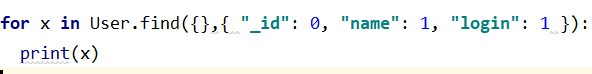 for x in User.find({},{ "_id": 0, "name": 1, "login": 1 }):
  print(x)